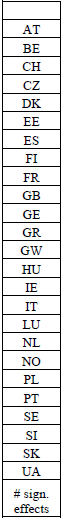 AT
BE
CH
CZ
DK
EE
ES
FI
FR
GB
GE
GR
GW
HU
IE
IT
LU
NL
NO
PL
PT
SE
SI
SK
UA
# sign.
effects